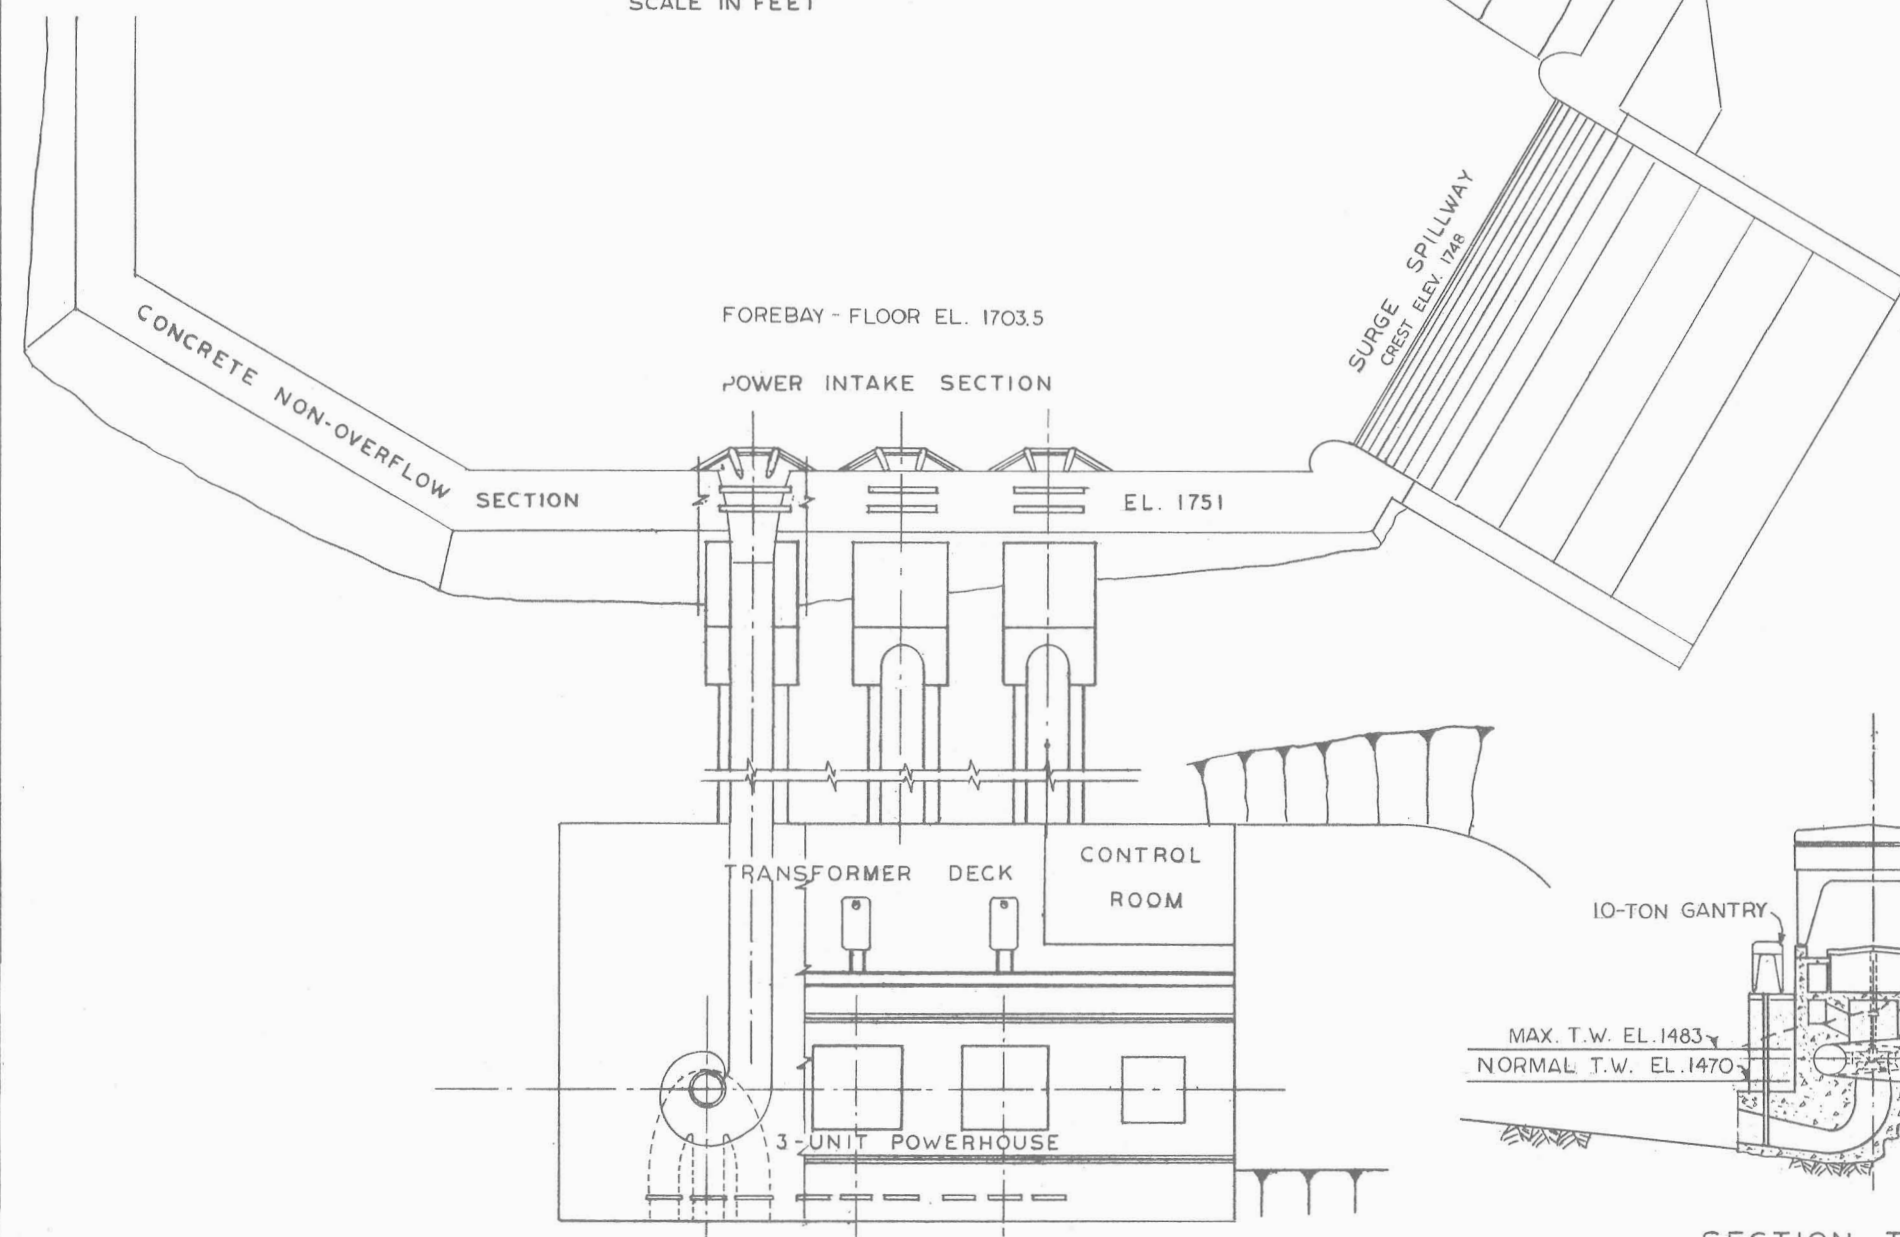 SCALE IN FEET
SURGE SPILLWAY
CREST ELEV. 1748
FOREBAY - FLOOR EL. 1703.5
POWER INTAKE SECTION
CONCRETE NON-OVERFLOW SECTION
EL. 1751
TRANSFORMER DECK
CONTROL
ROOM
10-TON GANTRY
MAX. T.W. EL. 1483
NORMAL T.W. EL. 1470
3-UNIT POWERHOUSE
SECTION